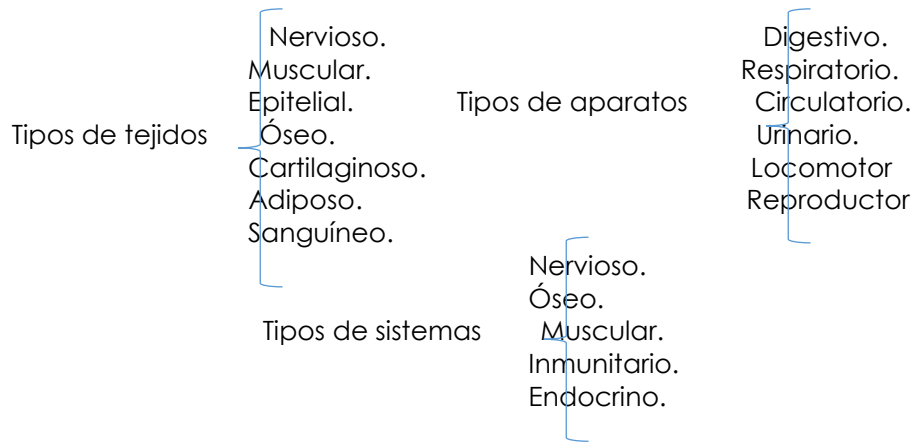 Tipos de tejidos
Nervioso.
Muscular.
Epitelial.
Óseo.
Cartilaginoso.
Adiposo.
Sanguíneo.
Tipos de aparatos
Digestivo.
Respiratorio.
Circulatorio.
Urinario.
Locomotor
Reproductor
Tipos de sistemas
Nervioso.
Óseo.
Muscular.
Inmunitario.
Endocrino.